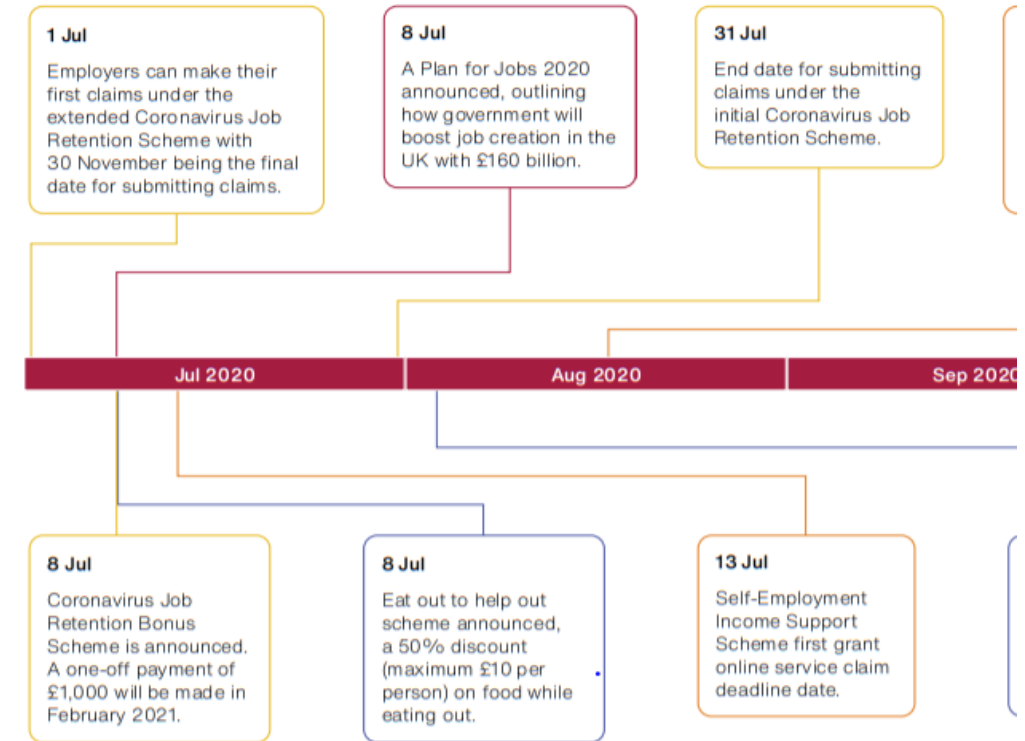 1 Jul
Employers can make their
first claims under the
extended Coronavirus Job
Retention Scheme with
30 November being the final
date for submitting claims.
8 Jul
A Plan for Jobs 2020
announced, outlining
how government will
boost job creation in the
UK with £160 billion.
31 Jul
End date for submitting
claims under the
initial Coronavirus Job
Retention Scheme.
Jul 2020
Aug 2020
Sep 2020
8 Jul
Coronavirus Job
Retention Bonus
Scheme is announced.
A one-off payment of
£1,000 will be made in
February 2021.
8 Jul
Eat out to help out
scheme announced,
a 50% discount
(maximum £10 per
person) on food while
eating out.
13 Jul
Self-Employment
Income Support
Scheme first grant
online service claim
deadline date.